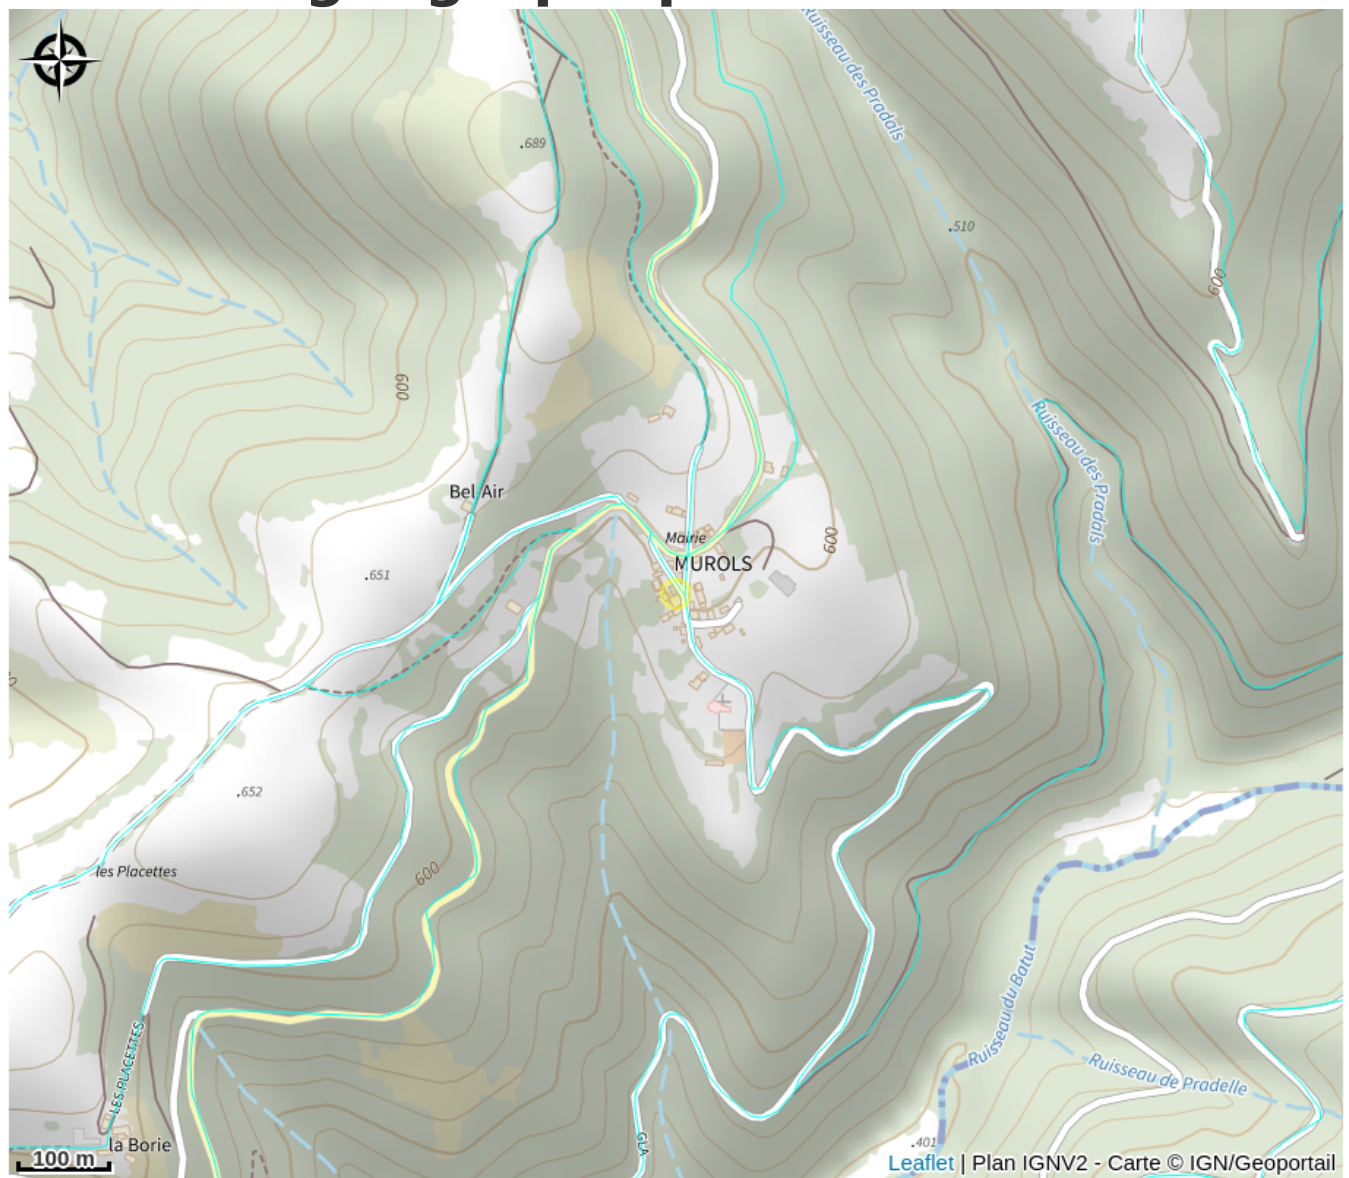 Ruisseau des Pradals
.689
.510
600
600
Ruisseau des Pradals
Bel-Air
Mairie
600
MUROLS
.651
.652
les Placettes
600
Ruisseau du Batut
LES PLACETTES
Ruisseau de Pradelle
la Borie
GLA
.401
100 m
Leaflet | Plan IGNV2 - Carte © IGN/Geoportail